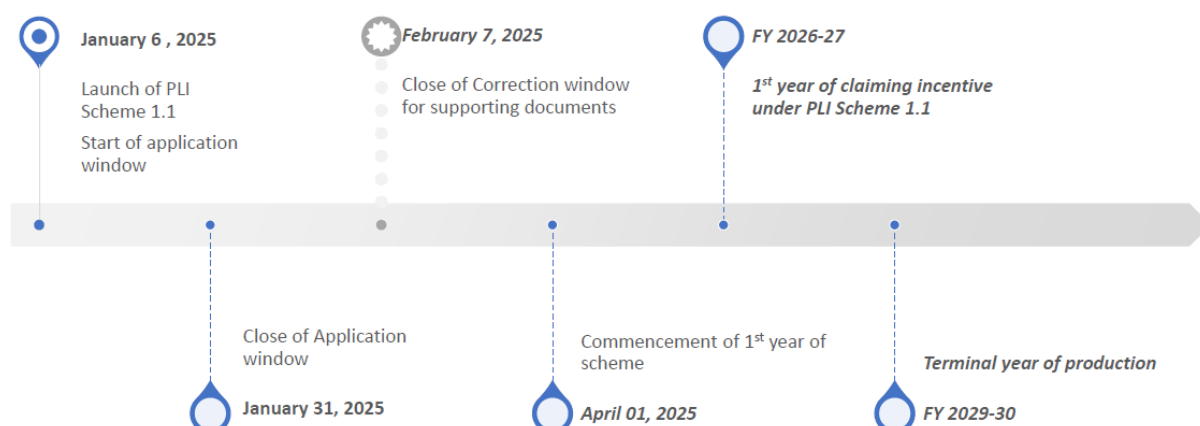 January 6 , 2025
Launch of PLI
Scheme 1.1
Start of application
window
Close of Application
window
January 31, 2025
February 7, 2025
Close of Correction window
for supporting documents
Commencement of 1st year of
scheme
April 01, 2025
FY 2026-27
1st year of claiming incentive
under PLI Scheme 1.1
Terminal year of production
FY 2029-30